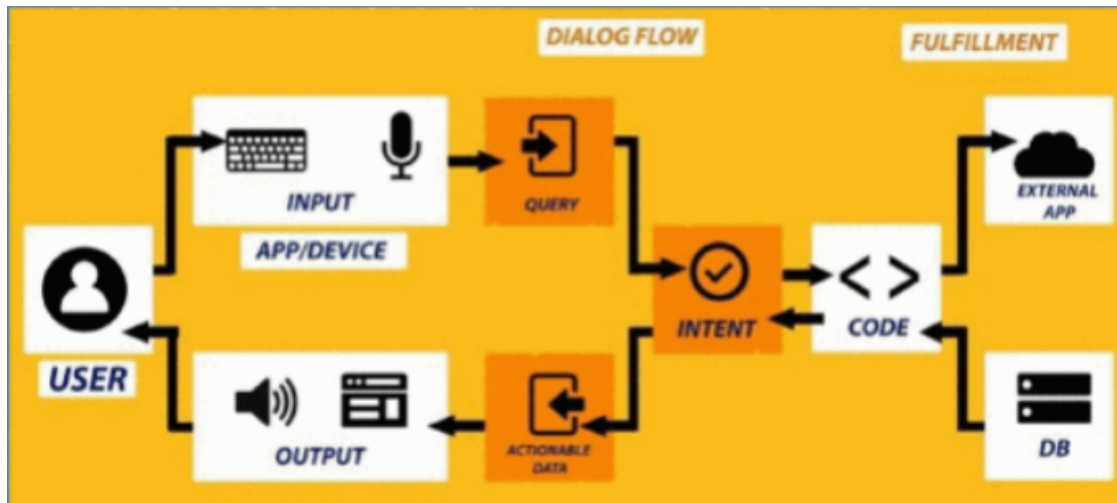 DIALOG FLOW
FULFILLMENT
INPUT
QUERY
EXTERNAL
APP
APP/DEVICE
INTENT
CODE
USER
OUTPUT
ACTIONABLE
DATA
DB